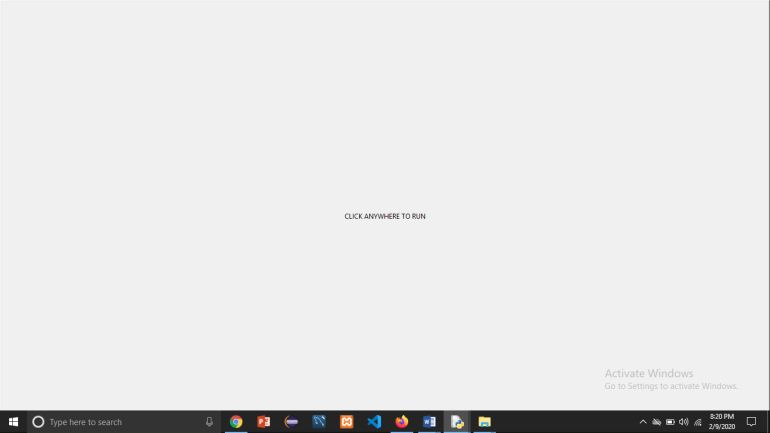 CLICK ANYWHERE TO RUN
Activate Windows
Go to Settings to activate Windows.
Type here to search
8:20 PM
2/9/2020